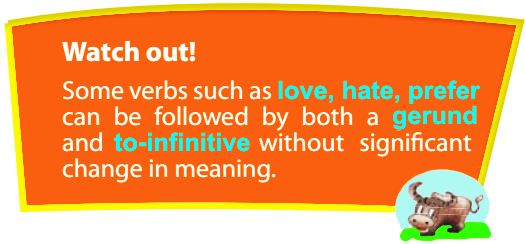 Watch out!
Some verbs such as love, hate, prefer
can be followed by both a gerund
and to-infinitive without significant
change in meaning.